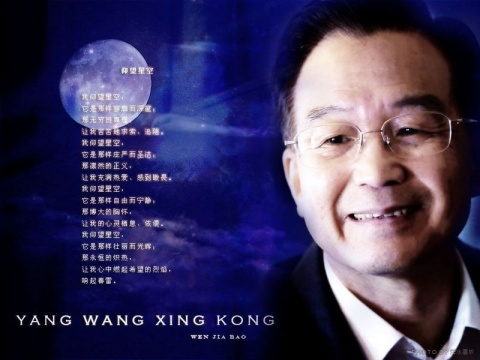 仰望星空
我仰望星空，
它是那样寥廓而深邃；
那无穷的真理，
让我苦苦地求索、追随。
我仰望星空，
它是那样庄严而圣洁；
那凛然的正义，
让我充满热爱、感到敬畏。
我仰望星空，
它是那样自由而宁静；
那博大的胸怀，
让我的心灵栖息、依偎。
我仰望星空，
它是那样壮丽而光辉；
那永恒的炽热，
让我心中燃起希望的烈焰，
响起春雷。
YANG WANG XING KONG
WEN JIA BAO